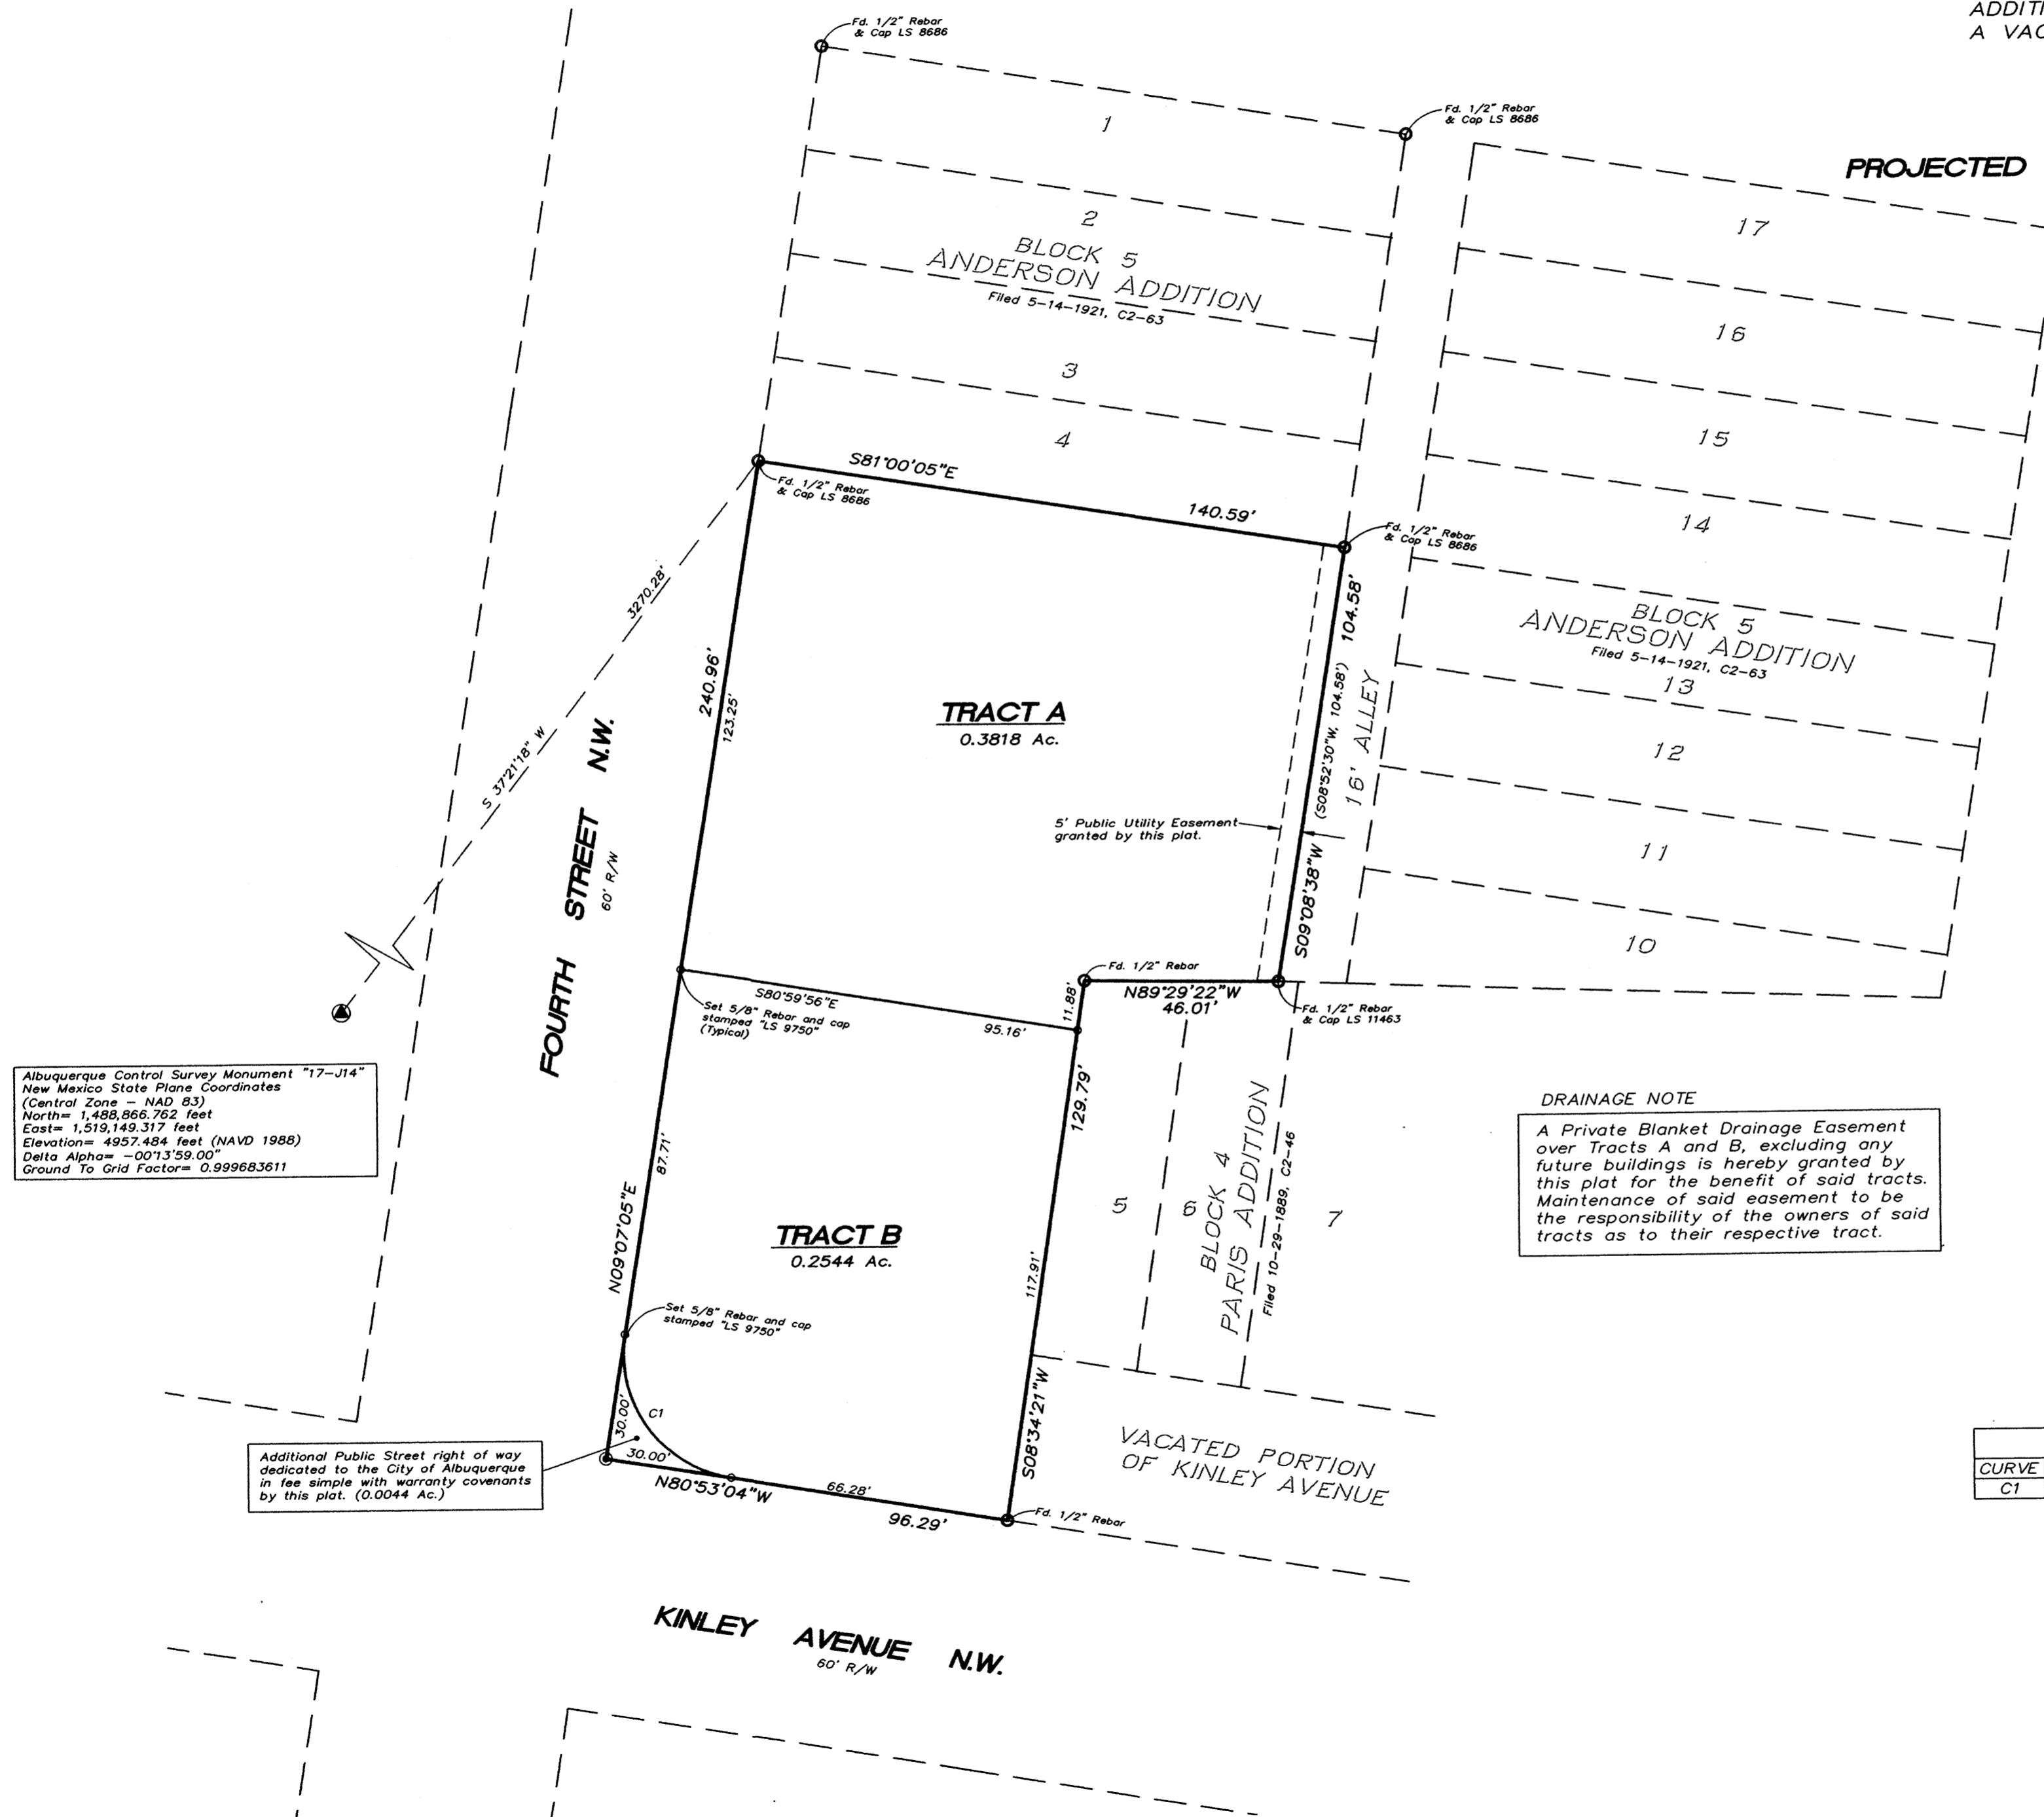 ADDITI
A VAC
Fd. 1/2" Rebar
& Cap LS 8686
Fd. 1/2" Rebar
& Cap LS 8686
PROJECTED
1
2
BLOCK 5
ANDERSON ADDITION
Filed 5-14-1921, C2-63
3
4
17
16
15
14
BLOCK 5
ANDERSON ADDITION
Filed 5-14-1921, C2-63
13
12
11
10
S81°00'05"E
140.59'
Fd. 1/2" Rebar
& Cap LS 8686
Fd. 1/2" Rebar
& Cap LS 8686
3270.28'
S 37°21'18" W
240.96'
123.25'
TRACT A
0.3818 Ac.
104.58'
(S08°52'30"W, 104.58')
S09°08'38"W
16' ALLEY
5' Public Utility Easement
granted by this plat.
FOURTH STREET N.W.
60' R/W
Fd. 1/2" Rebar
N89°29'22"W
46.01'
Fd. 1/2" Rebar
& Cap LS 11463
S80°59'56"E
95.16'
11.88'
Set 5/8" Rebar and cap
stamped "LS 9750"
(Typical)
Albuquerque Control Survey Monument "17-J14"
New Mexico State Plane Coordinates
(Central Zone - NAD 83)
North= 1,488,866.762 feet
East= 1,519,149.317 feet
Elevation= 4957.484 feet (NAVD 1988)
Delta Alpha= -00°13'59.00"
Ground To Grid Factor= 0.999683611
129.79'
87.71'
N09°07'05"E
TRACT B
0.2544 Ac.
117.91'
S08°34'21"W
5
6
7
BLOCK 4
PARIS ADDITION
Filed 10-29-1889, C2-46
DRAINAGE NOTE
A Private Blanket Drainage Easement
over Tracts A and B, excluding any
future buildings is hereby granted by
this plat for the benefit of said tracts.
Maintenance of said easement to be
the responsibility of the owners of said
tracts as to their respective tract.
Set 5/8" Rebar and cap
stamped "LS 9750"
30.00'
C1
30.00'
N80°53'04"W
66.28'
96.29'
Additional Public Street right of way
dedicated to the City of Albuquerque
in fee simple with warranty covenants
by this plat. (0.0044 Ac.)
VACATED PORTION
OF KINLEY AVENUE
Fd. 1/2" Rebar
CURVE
C1
KINLEY AVENUE N.W.
60' R/W